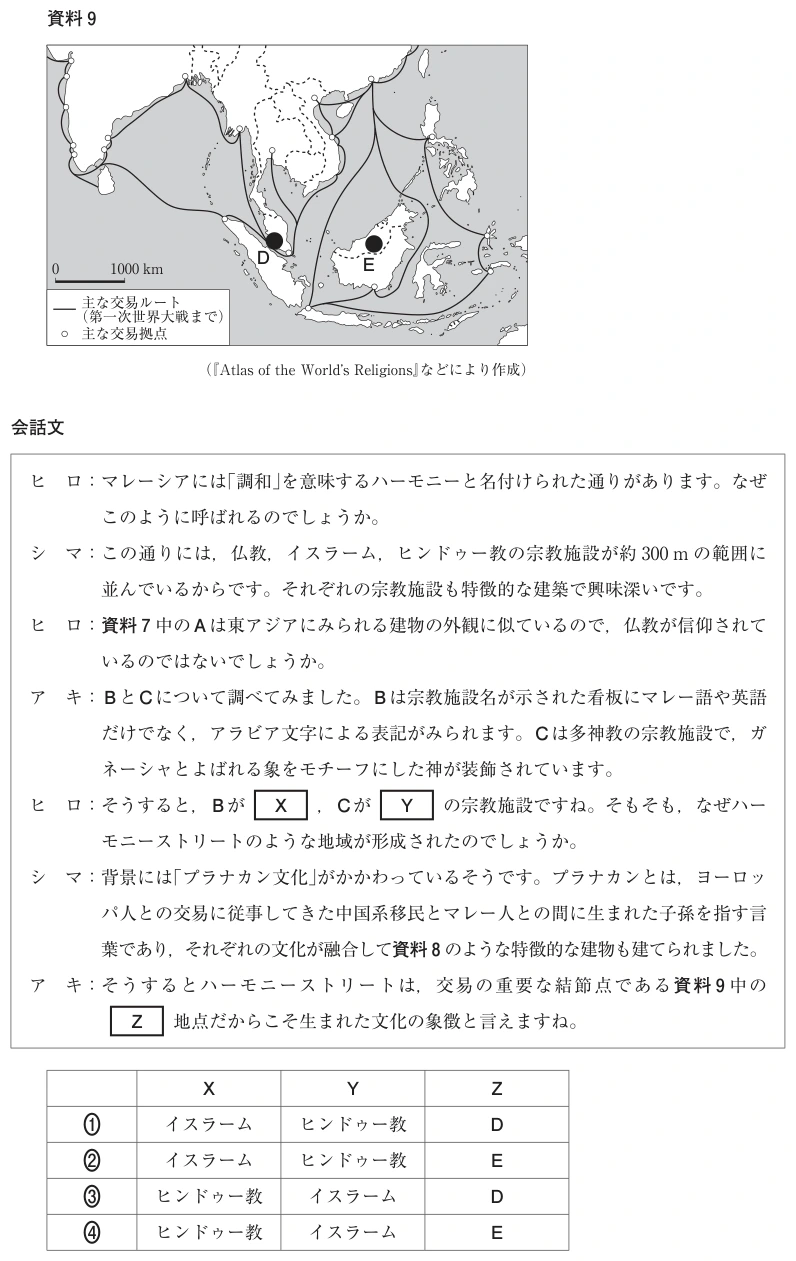 資料9
D
E
0 1000 km
主な交易ルート
(第一次世界大戦まで)
主な交易拠点
(『Atlas of the World's Religions』などにより作成)
会話文
ヒ ロ：マレーシアには「調和」を意味するハーモニーと名付けられた通りがあります。なぜ
このように呼ばれるのでしょうか。
シ マ：この通りには，仏教，イスラーム，ヒンドゥー教の宗教施設が約 300 m の範囲に
並んでいるからです。それぞれの宗教施設も特徴的な建築で興味深いです。
ヒ ロ：資料7中のAは東アジアにみられる建物の外観に似ているので，仏教が信仰されて
いるのではないでしょうか。
ア キ：BとCについて調べてみました。Bは宗教施設名が示された看板にマレー語や英語
だけでなく，アラビア文字による表記がみられます。Cは多神教の宗教施設で，ガ
ネーシャとよばれる象をモチーフにした神が装飾されています。
ヒ ロ：そうすると，Bが X ，Cが Y の宗教施設ですね。そもそも，なぜハー
モニーストリートのような地域が形成されたのでしょうか。
シ マ：背景には「プラナカン文化」がかかわっているそうです。プラナカンとは，ヨーロッ
パ人との交易に従事してきた中国系移民とマレー人との間に生まれた子孫を指す言
葉であり，それぞれの文化が融合して資料8のような特徴的な建物も建てられました。
ア キ：そうするとハーモニーストリートは，交易の重要な結節点である資料9中の
Z 地点だからこそ生まれた文化の象徴と言えますね。
X Y Z
① イスラーム ヒンドゥー教 D
② イスラーム ヒンドゥー教 E
③ ヒンドゥー教 イスラーム D
④ ヒンドゥー教 イスラーム E